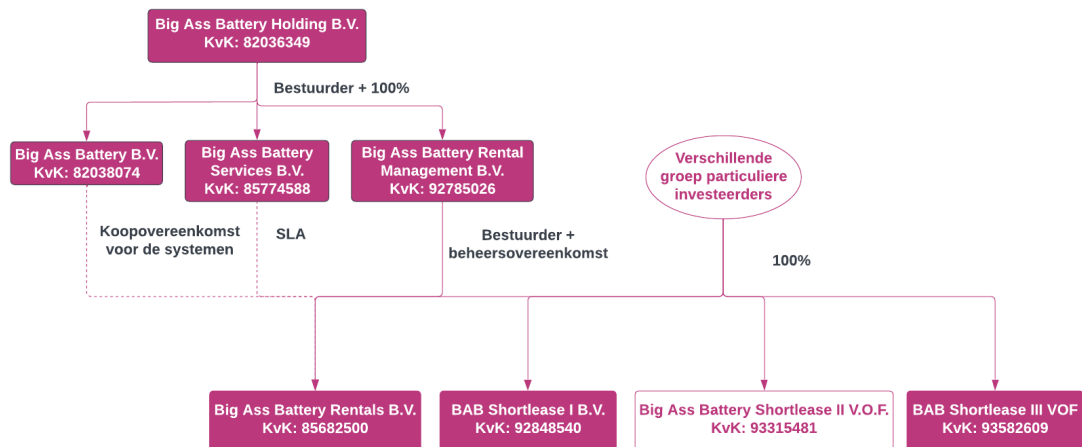 Big Ass Battery Holding B.V.
KvK: 82036349
Bestuurder + 100%
Big Ass Battery B.V.
KvK: 82038074
Big Ass Battery
Services B.V.
KvK: 85774588
Big Ass Battery Rental
Management B.V.
KvK: 92785026
Verschillende
groep particuliere
investeerders
Koopovereenkomst
voor de systemen
SLA
Bestuurder +
beheersovereenkomst
100%
Big Ass Battery Rentals B.V.
KvK: 85682500
BAB Shortlease I B.V.
KvK: 92848540
Big Ass Battery Shortlease II V.O.F.
KvK: 93315481
BAB Shortlease III VOF
KvK: 93582609